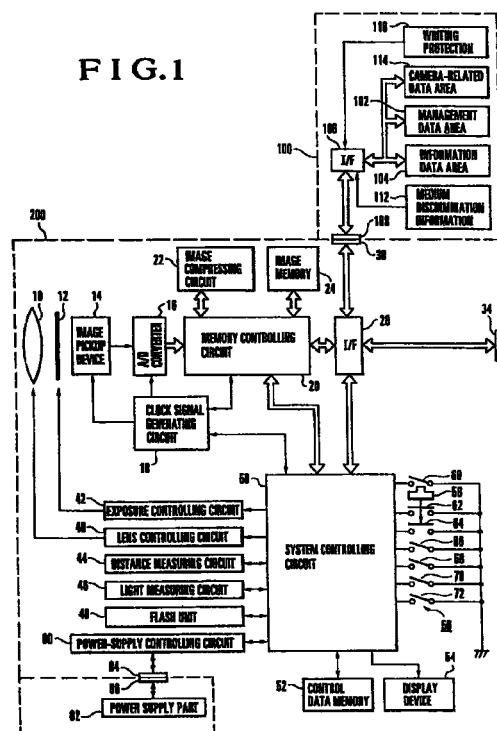 FIG.1
116
WRITING
PROTECTION
114
CAMERA-RELATED
DATA AREA
102
MANAGEMENT
DATA AREA
106
I/F
100
INFORMATION
DATA AREA
104
MEDIUM
DISCRIMINATION
INFORMATION
112
200
108
30
22
IMAGE
COMPRESSING
CIRCUIT
IMAGE
MEMORY
24
10
12
14
IMAGE
PICKUP
DEVICE
16
A/D
CONVERTER
MEMORY CONTROLLING
CIRCUIT
20
I/F
26
34
CLOCK SIGNAL
GENERATING
CIRCUIT
18
50
SYSTEM CONTROLLING
CIRCUIT
60
58
62
64
66
68
70
72
56
42
EXPOSURE CONTROLLING CIRCUIT
40
LENS CONTROLLING CIRCUIT
44
DISTANCE MEASURING CIRCUIT
46
LIGHT MEASURING CIRCUIT
48
FLASH UNIT
80
POWER-SUPPLY CONTROLLING CIRCUIT
84
86
82
POWER SUPPLY PART
52
CONTROL
DATA MEMORY
54
DISPLAY
DEVICE